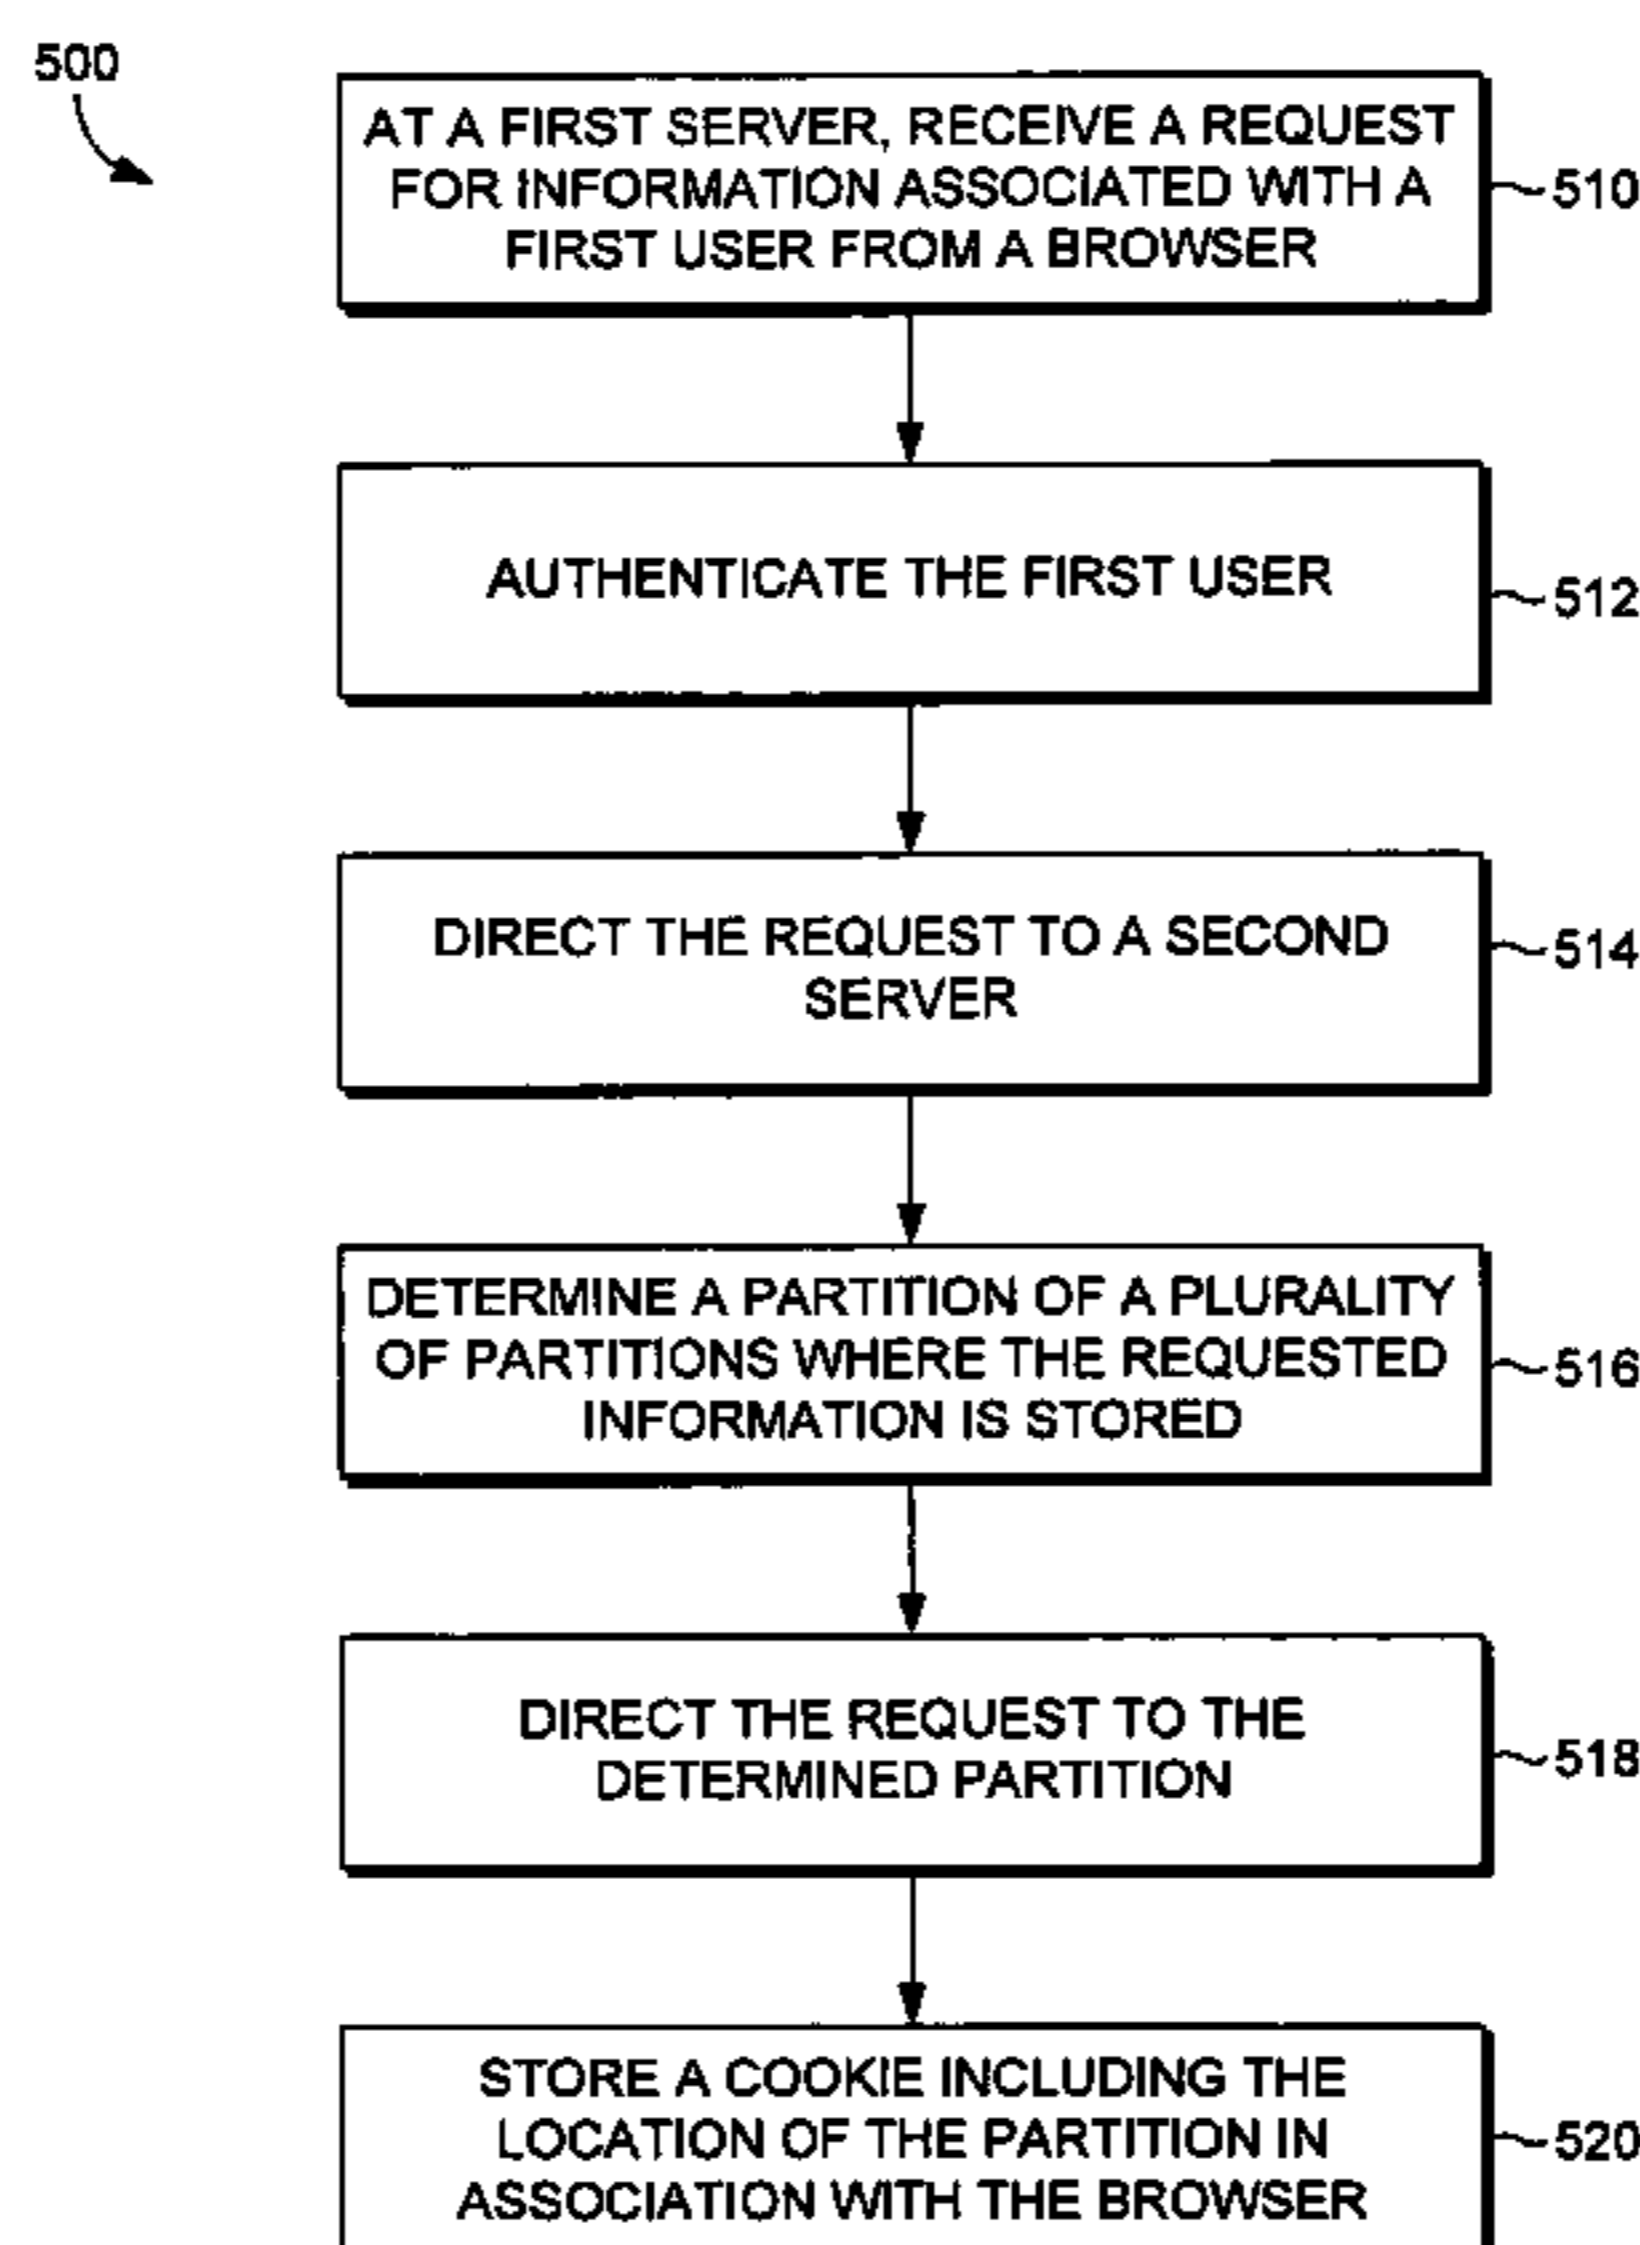 500
AT A FIRST SERVER, RECEIVE A REQUEST
FOR INFORMATION ASSOCIATED WITH A
FIRST USER FROM A BROWSER
510
AUTHENTICATE THE FIRST USER
512
DIRECT THE REQUEST TO A SECOND
SERVER
514
DETERMINE A PARTITION OF A PLURALITY
OF PARTITIONS WHERE THE REQUESTED
INFORMATION IS STORED
516
DIRECT THE REQUEST TO THE
DETERMINED PARTITION
518
STORE A COOKIE INCLUDING THE
LOCATION OF THE PARTITION IN
ASSOCIATION WITH THE BROWSER
520